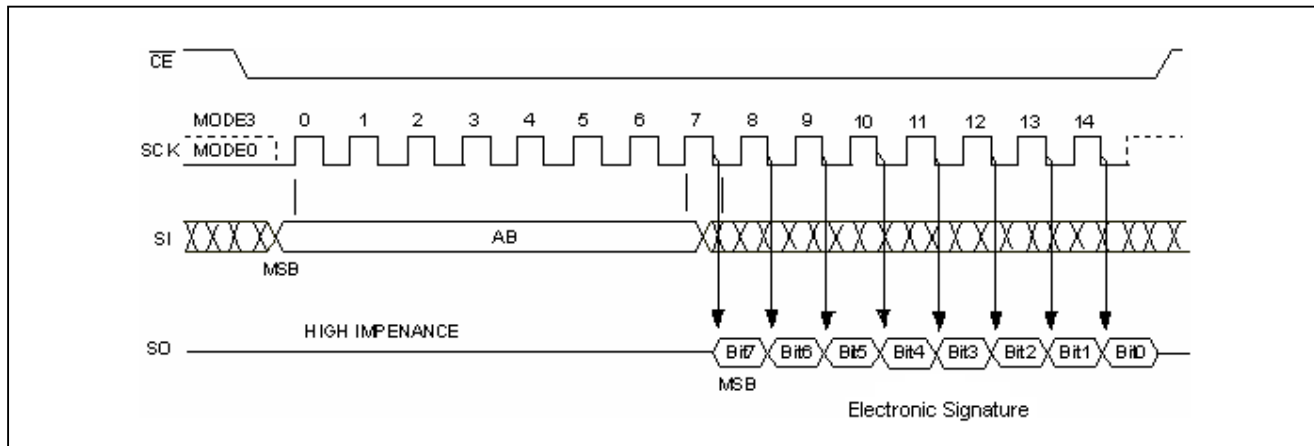 CE
MODE3 0 1 2 3 4 5 6 7 8 9 10 11 12 13 14
SCK MODE0
SI AB
MSB
HIGH IMPENANCE
SO Bit7 Bit6 Bit5 Bit4 Bit3 Bit2 Bit1 Bit0
MSB
Electronic Signature